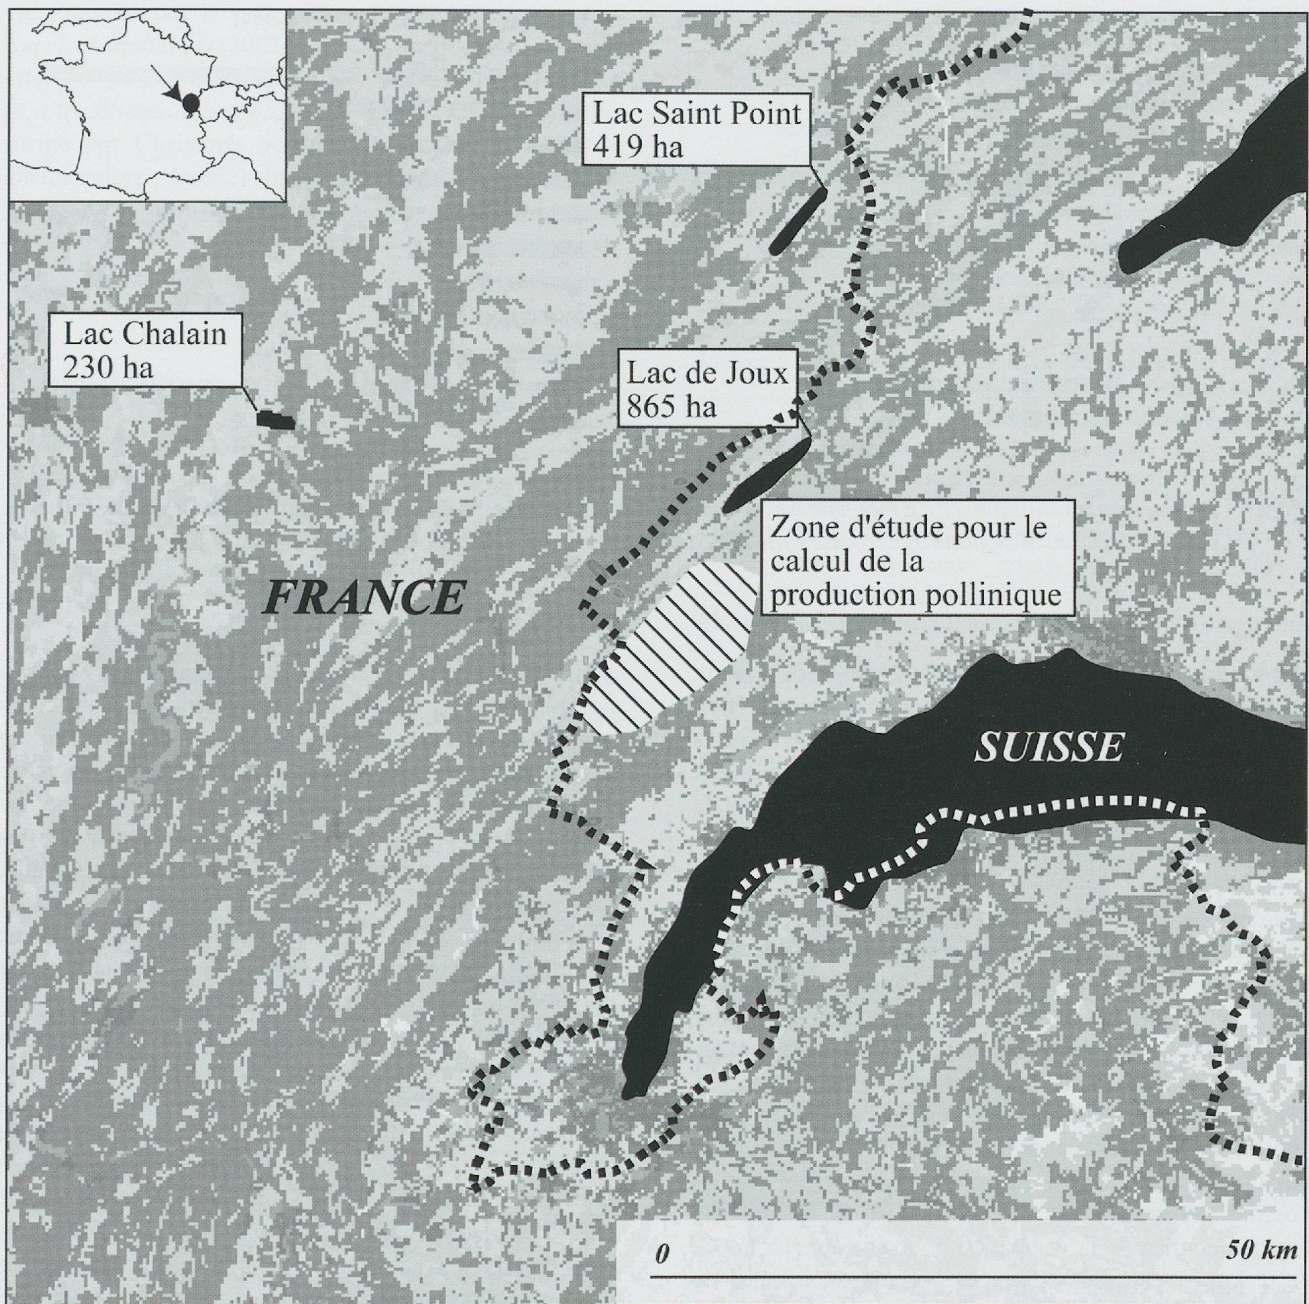 Lac Saint Point
419 ha
Lac Chalain
230 ha
Lac de Joux
865 ha
Zone d'étude pour le
calcul de la
production pollinique
FRANCE
SUISSE
0 50 km